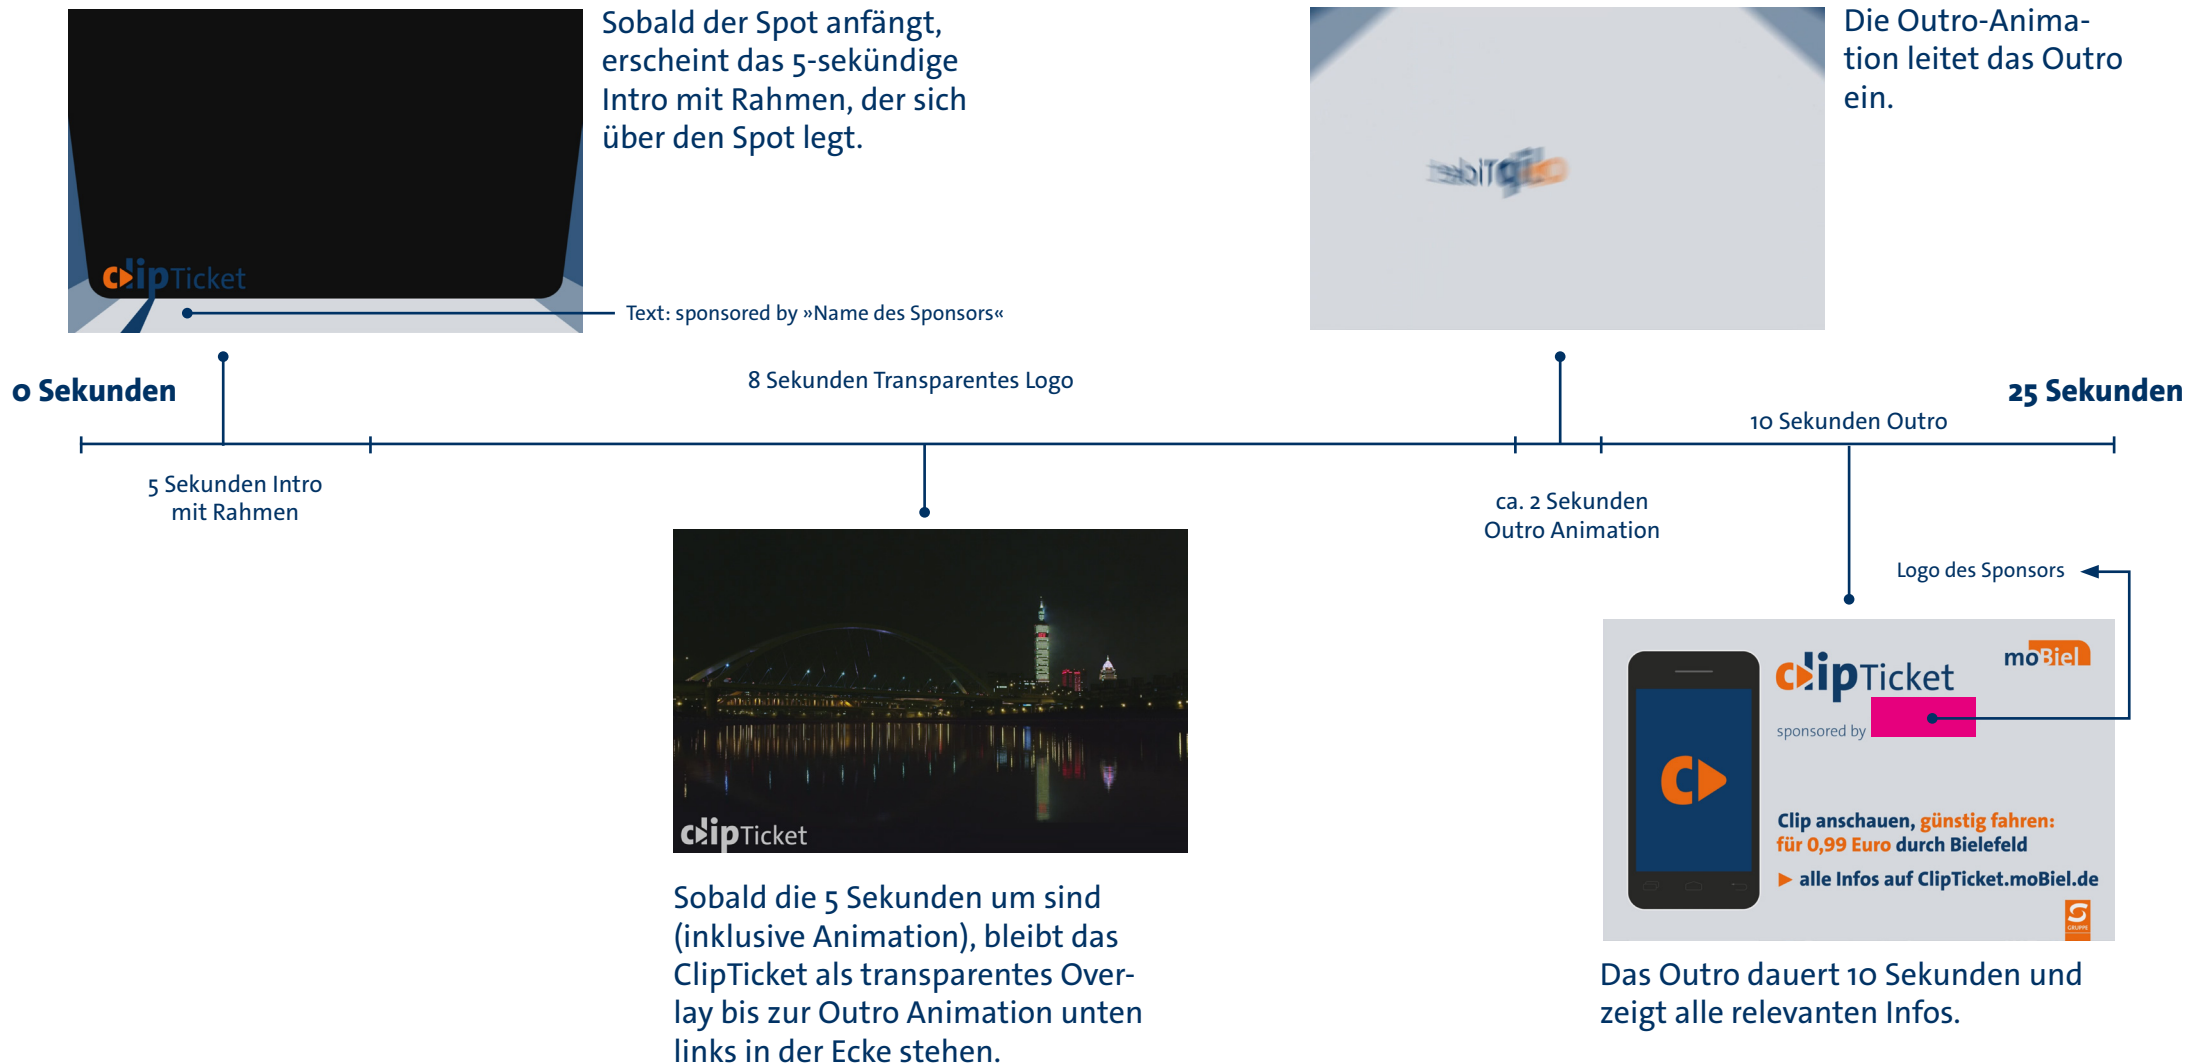 Sobald der Spot anfängt,
erscheint das 5-sekündige
Intro mit Rahmen, der sich
über den Spot legt.
clipTicket
Text: sponsored by »Name des Sponsors«
Die Outro-Anima-
tion leitet das Outro
ein.
0 Sekunden
8 Sekunden Transparentes Logo
25 Sekunden
10 Sekunden Outro
5 Sekunden Intro
mit Rahmen
ca. 2 Sekunden
Outro Animation
Logo des Sponsors
clipTicket
Sobald die 5 Sekunden um sind
(inklusive Animation), bleibt das
ClipTicket als transparentes Over-
lay bis zur Outro Animation unten
links in der Ecke stehen.
clipTicket
moBiel
sponsored by
Clip anschauen, günstig fahren:
für 0,99 Euro durch Bielefeld
alle Infos auf ClipTicket.moBiel.de
GRUPPE
Das Outro dauert 10 Sekunden und
zeigt alle relevanten Infos.